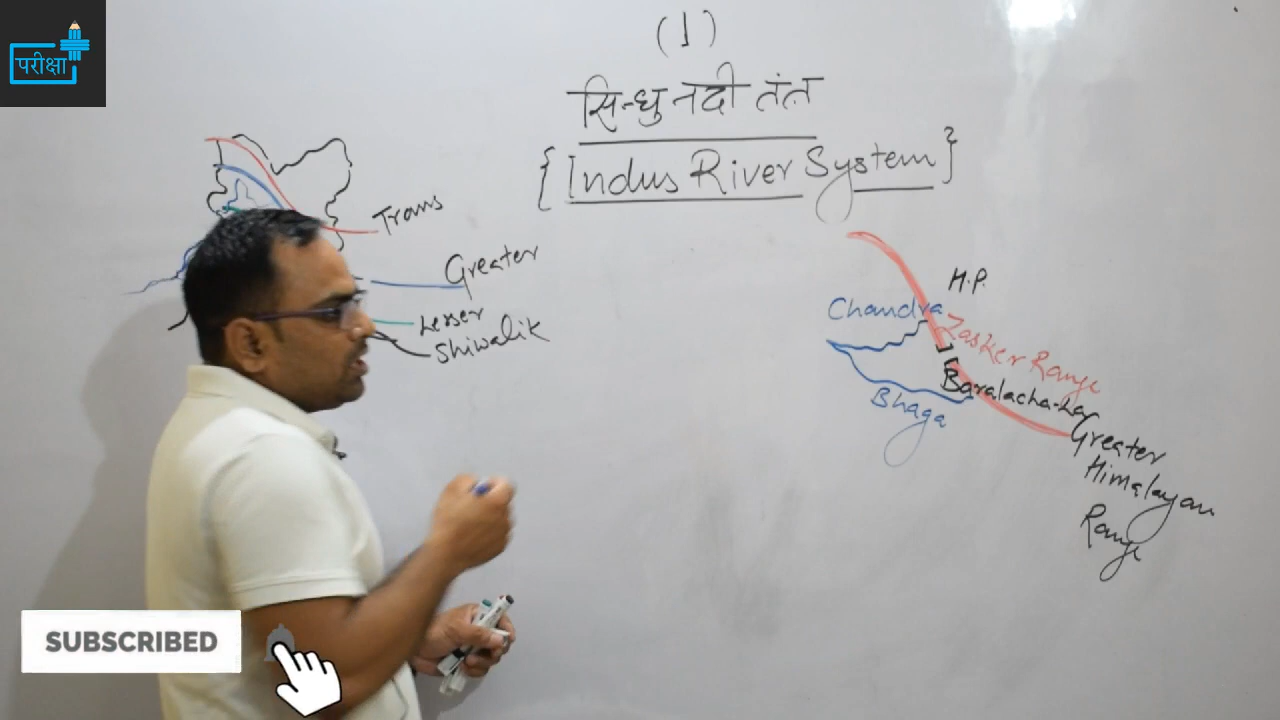 परीक्षा
(1)
सिन्धु नदी तंत्र
{Indus River System}
Trans
Greater
Lesser
Shiwalik
H.P.
Chandra
Zasker Range
Baralacha-La
Bhaga
Greater
Himalayan
Range
SUBSCRIBED